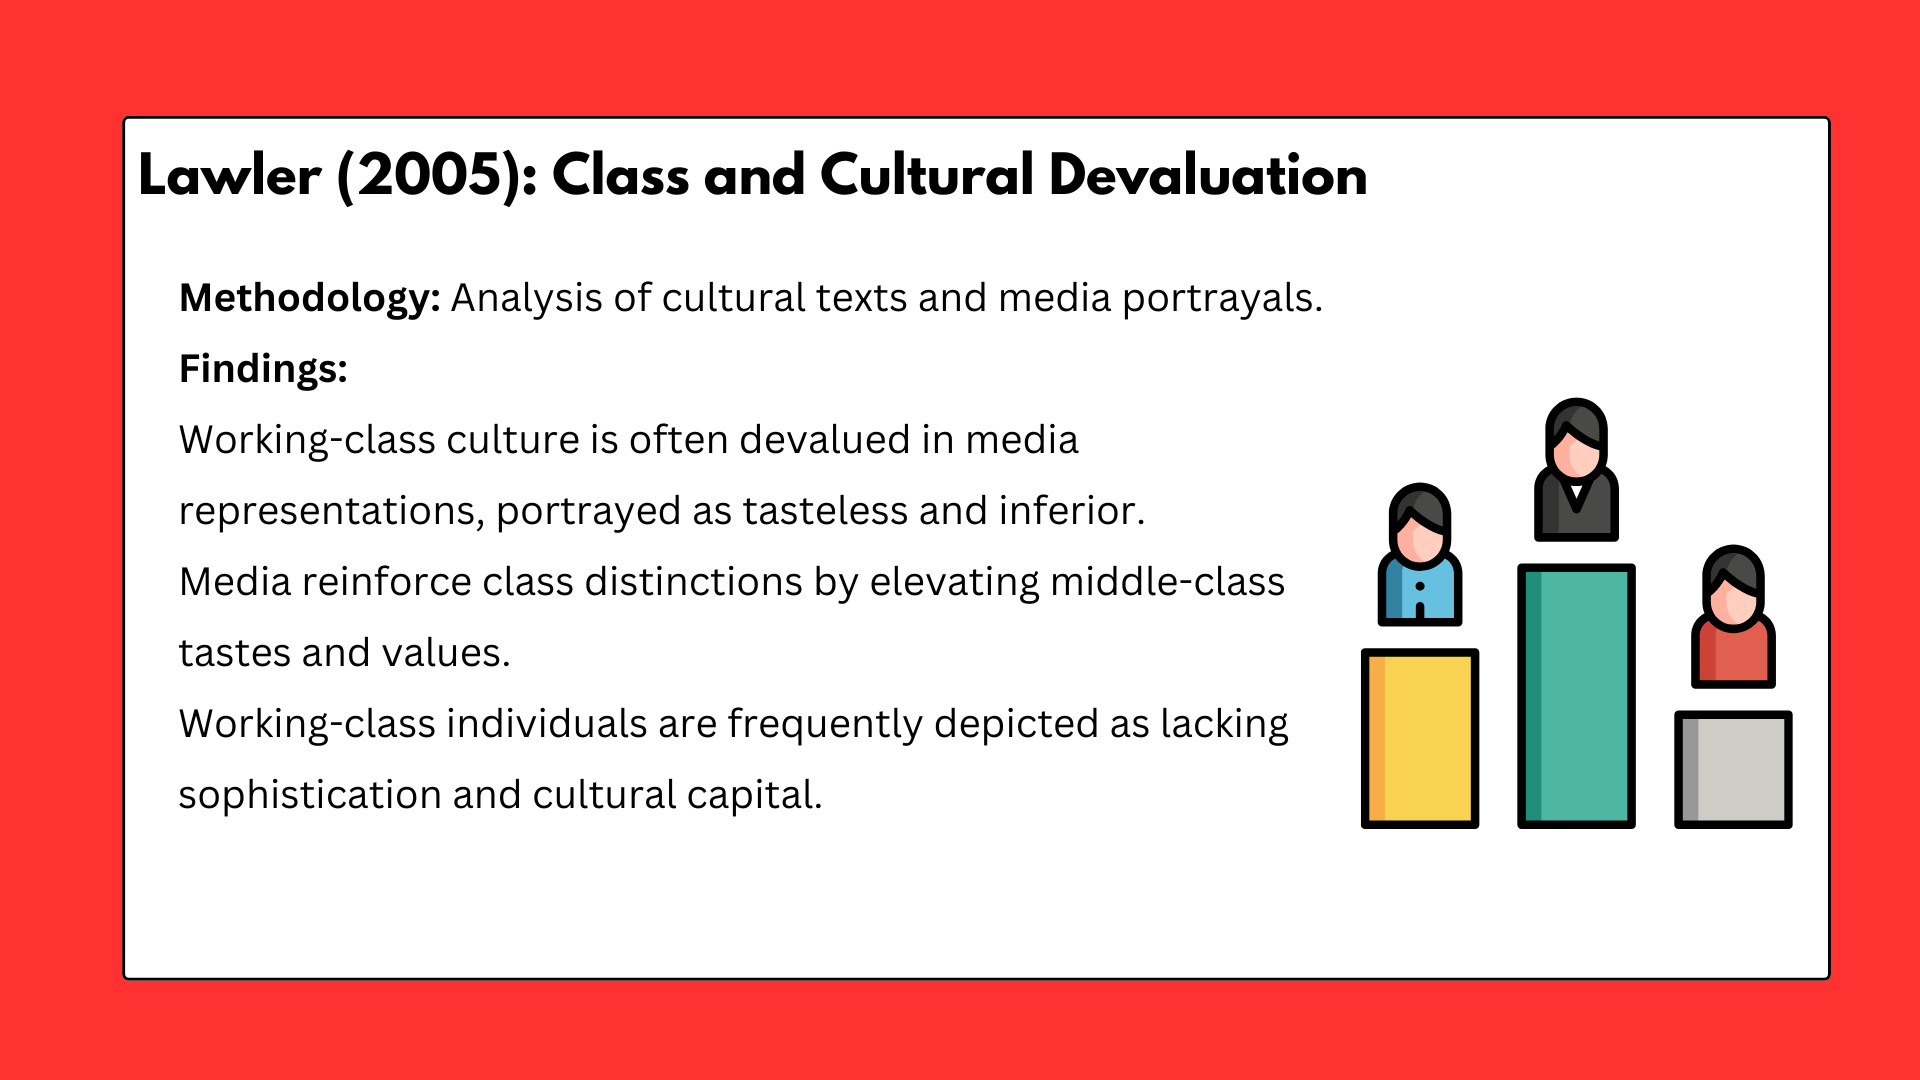 Lawler (2005): Class and Cultural Devaluation
Methodology: Analysis of cultural texts and media portrayals.
Findings:
Working-class culture is often devalued in media
representations, portrayed as tasteless and inferior.
Media reinforce class distinctions by elevating middle-class
tastes and values.
Working-class individuals are frequently depicted as lacking
sophistication and cultural capital.